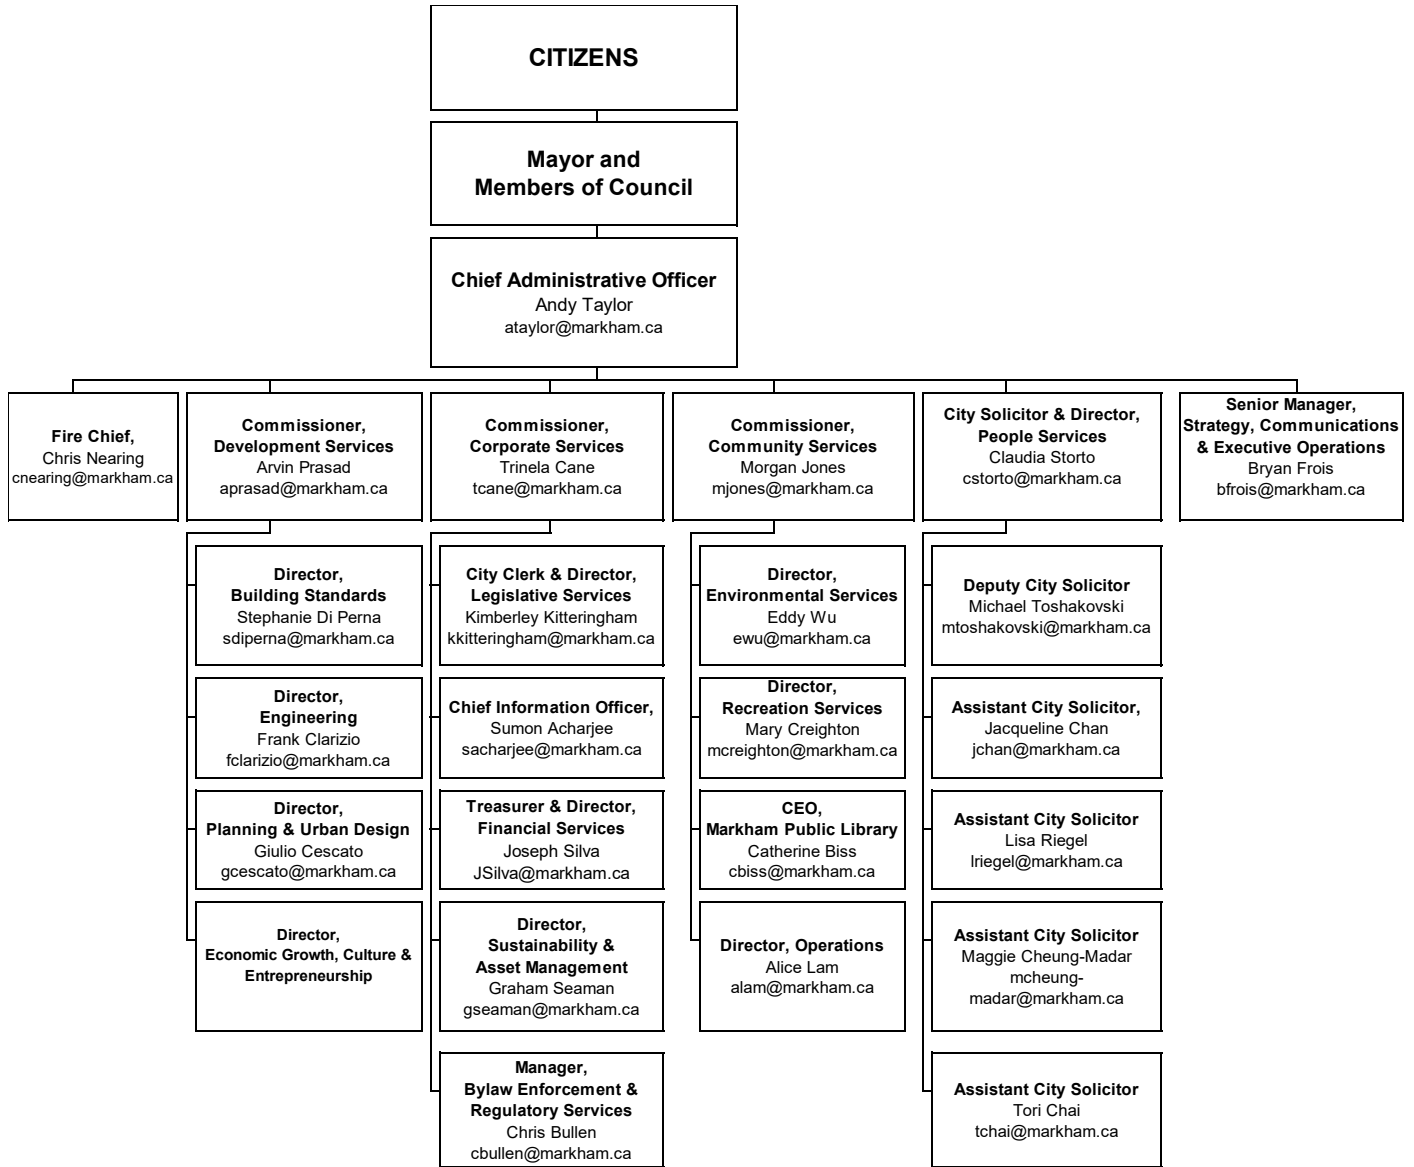 CITIZENS
Mayor and
Members of Council
Chief Administrative Officer
Andy Taylor
ataylor@markham.ca
Fire Chief,
Chris Nearing
cnearing@markham.ca
Commissioner,
Development Services
Arvin Prasad
aprasad@markham.ca
Commissioner,
Corporate Services
Trinela Cane
tcane@markham.ca
Commissioner,
Community Services
Morgan Jones
mjones@markham.ca
City Solicitor & Director,
People Services
Claudia Storto
cstorto@markham.ca
Senior Manager,
Strategy, Communications
& Executive Operations
Bryan Frois
bfrois@markham.ca
Director,
Building Standards
Stephanie Di Perna
sdiperna@markham.ca
Director,
Engineering
Frank Clarizio
fclarizio@markham.ca
Director,
Planning & Urban Design
Giulio Cescato
gcescato@markham.ca
Director,
Economic Growth, Culture &
Entrepreneurship
City Clerk & Director,
Legislative Services
Kimberley Kitteringham
kkitteringham@markham.ca
Chief Information Officer,
Sumon Acharjee
sacharjee@markham.ca
Treasurer & Director,
Financial Services
Joseph Silva
JSilva@markham.ca
Director,
Sustainability &
Asset Management
Graham Seaman
gseaman@markham.ca
Manager,
Bylaw Enforcement &
Regulatory Services
Chris Bullen
cbullen@markham.ca
Director,
Environmental Services
Eddy Wu
ewu@markham.ca
Director,
Recreation Services
Mary Creighton
mcreighton@markham.ca
CEO,
Markham Public Library
Catherine Biss
cbiss@markham.ca
Director, Operations
Alice Lam
alam@markham.ca
Deputy City Solicitor
Michael Toshakovski
mtoshakovski@markham.ca
Assistant City Solicitor,
Jacqueline Chan
jchan@markham.ca
Assistant City Solicitor
Lisa Riegel
lriegel@markham.ca
Assistant City Solicitor
Maggie Cheung-Madar
mcheung-
madar@markham.ca
Assistant City Solicitor
Tori Chai
tchai@markham.ca